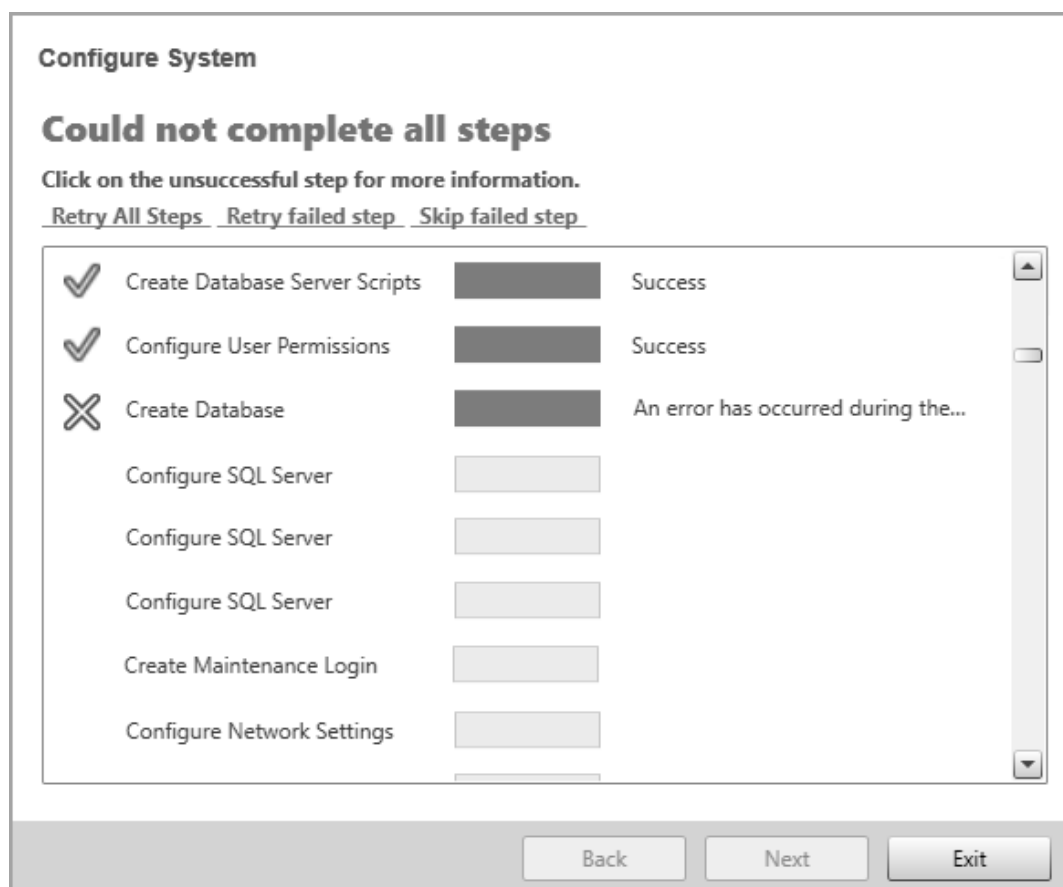 Configure System
Could not complete all steps
Click on the unsuccessful step for more information.
Retry All Steps Retry failed step Skip failed step
Create Database Server Scripts Success
Configure User Permissions Success
Create Database An error has occurred during the...
Configure SQL Server
Configure SQL Server
Configure SQL Server
Create Maintenance Login
Configure Network Settings
Back Next Exit